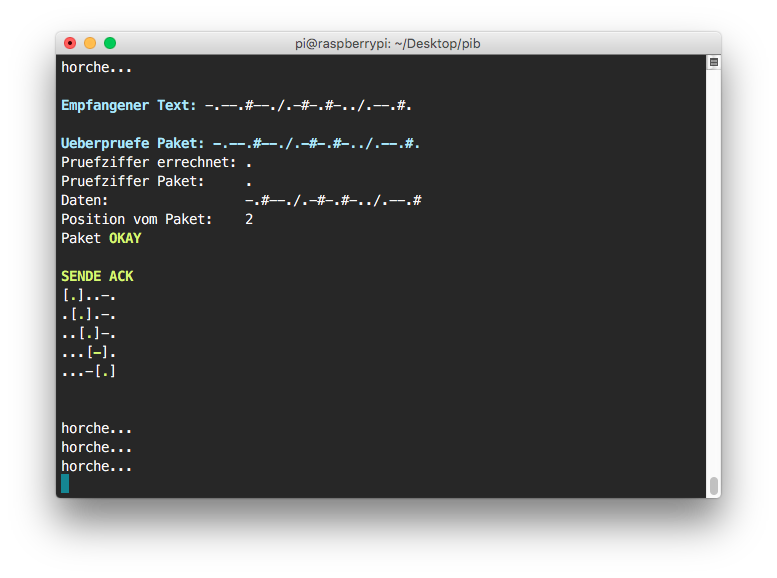 pi@raspberrypi: ~/Desktop/pib
horche...
Empfangener Text: -.--.#--./.-#-.#-../.--.#.
Ueberpruefe Paket: -.--.#--./.-#-.#-../.--.#.
Pruefziffer errechnet: .
Pruefziffer Paket:     .
Daten:                 -.#--./.-#-.#-../.--.#
Position vom Paket:    2
Paket OKAY
SENDE ACK
[.]..-.
.[.].-.
..[.]-.
...[-].
...-[.]
horche...
horche...
horche...